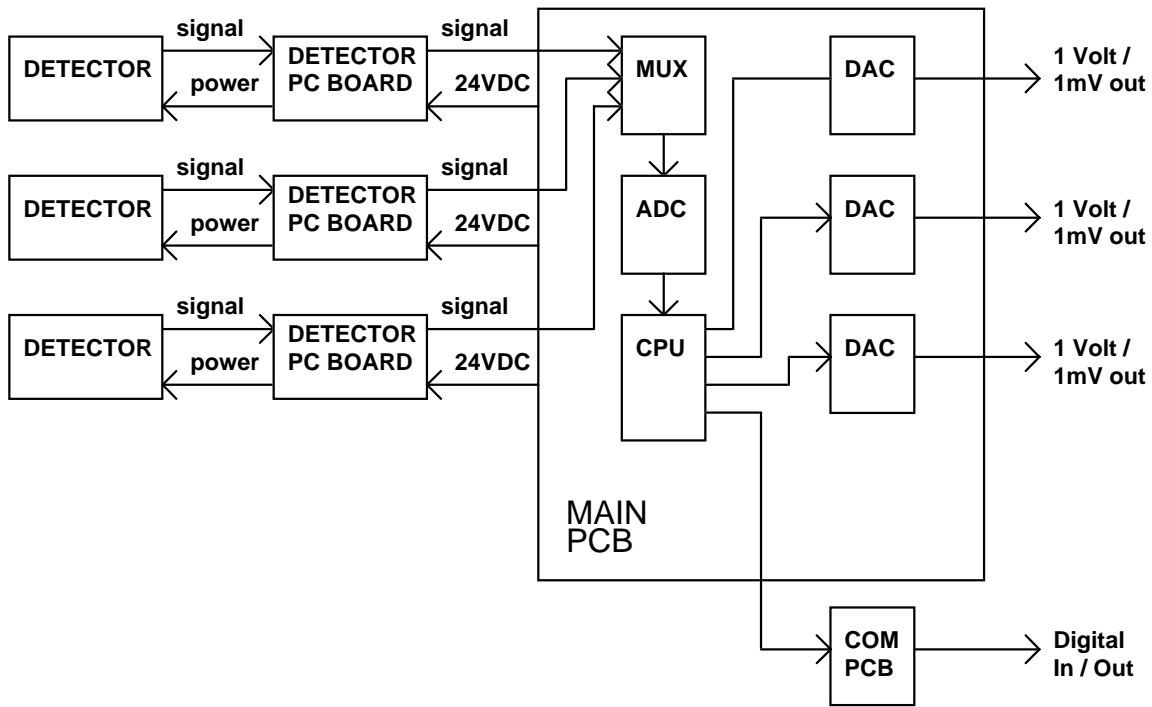 signal
signal
DETECTOR
DETECTOR
PC BOARD
power
24VDC
MUX
DAC
1 Volt /
1mV out
signal
signal
DETECTOR
DETECTOR
PC BOARD
power
24VDC
ADC
DAC
1 Volt /
1mV out
signal
signal
DETECTOR
DETECTOR
PC BOARD
power
24VDC
CPU
DAC
1 Volt /
1mV out
MAIN
PCB
COM
PCB
Digital
In / Out